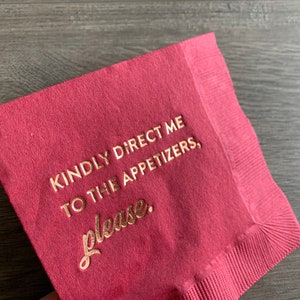 KINDLY DIRECT ME
TO THE APPETIZERS,
please.